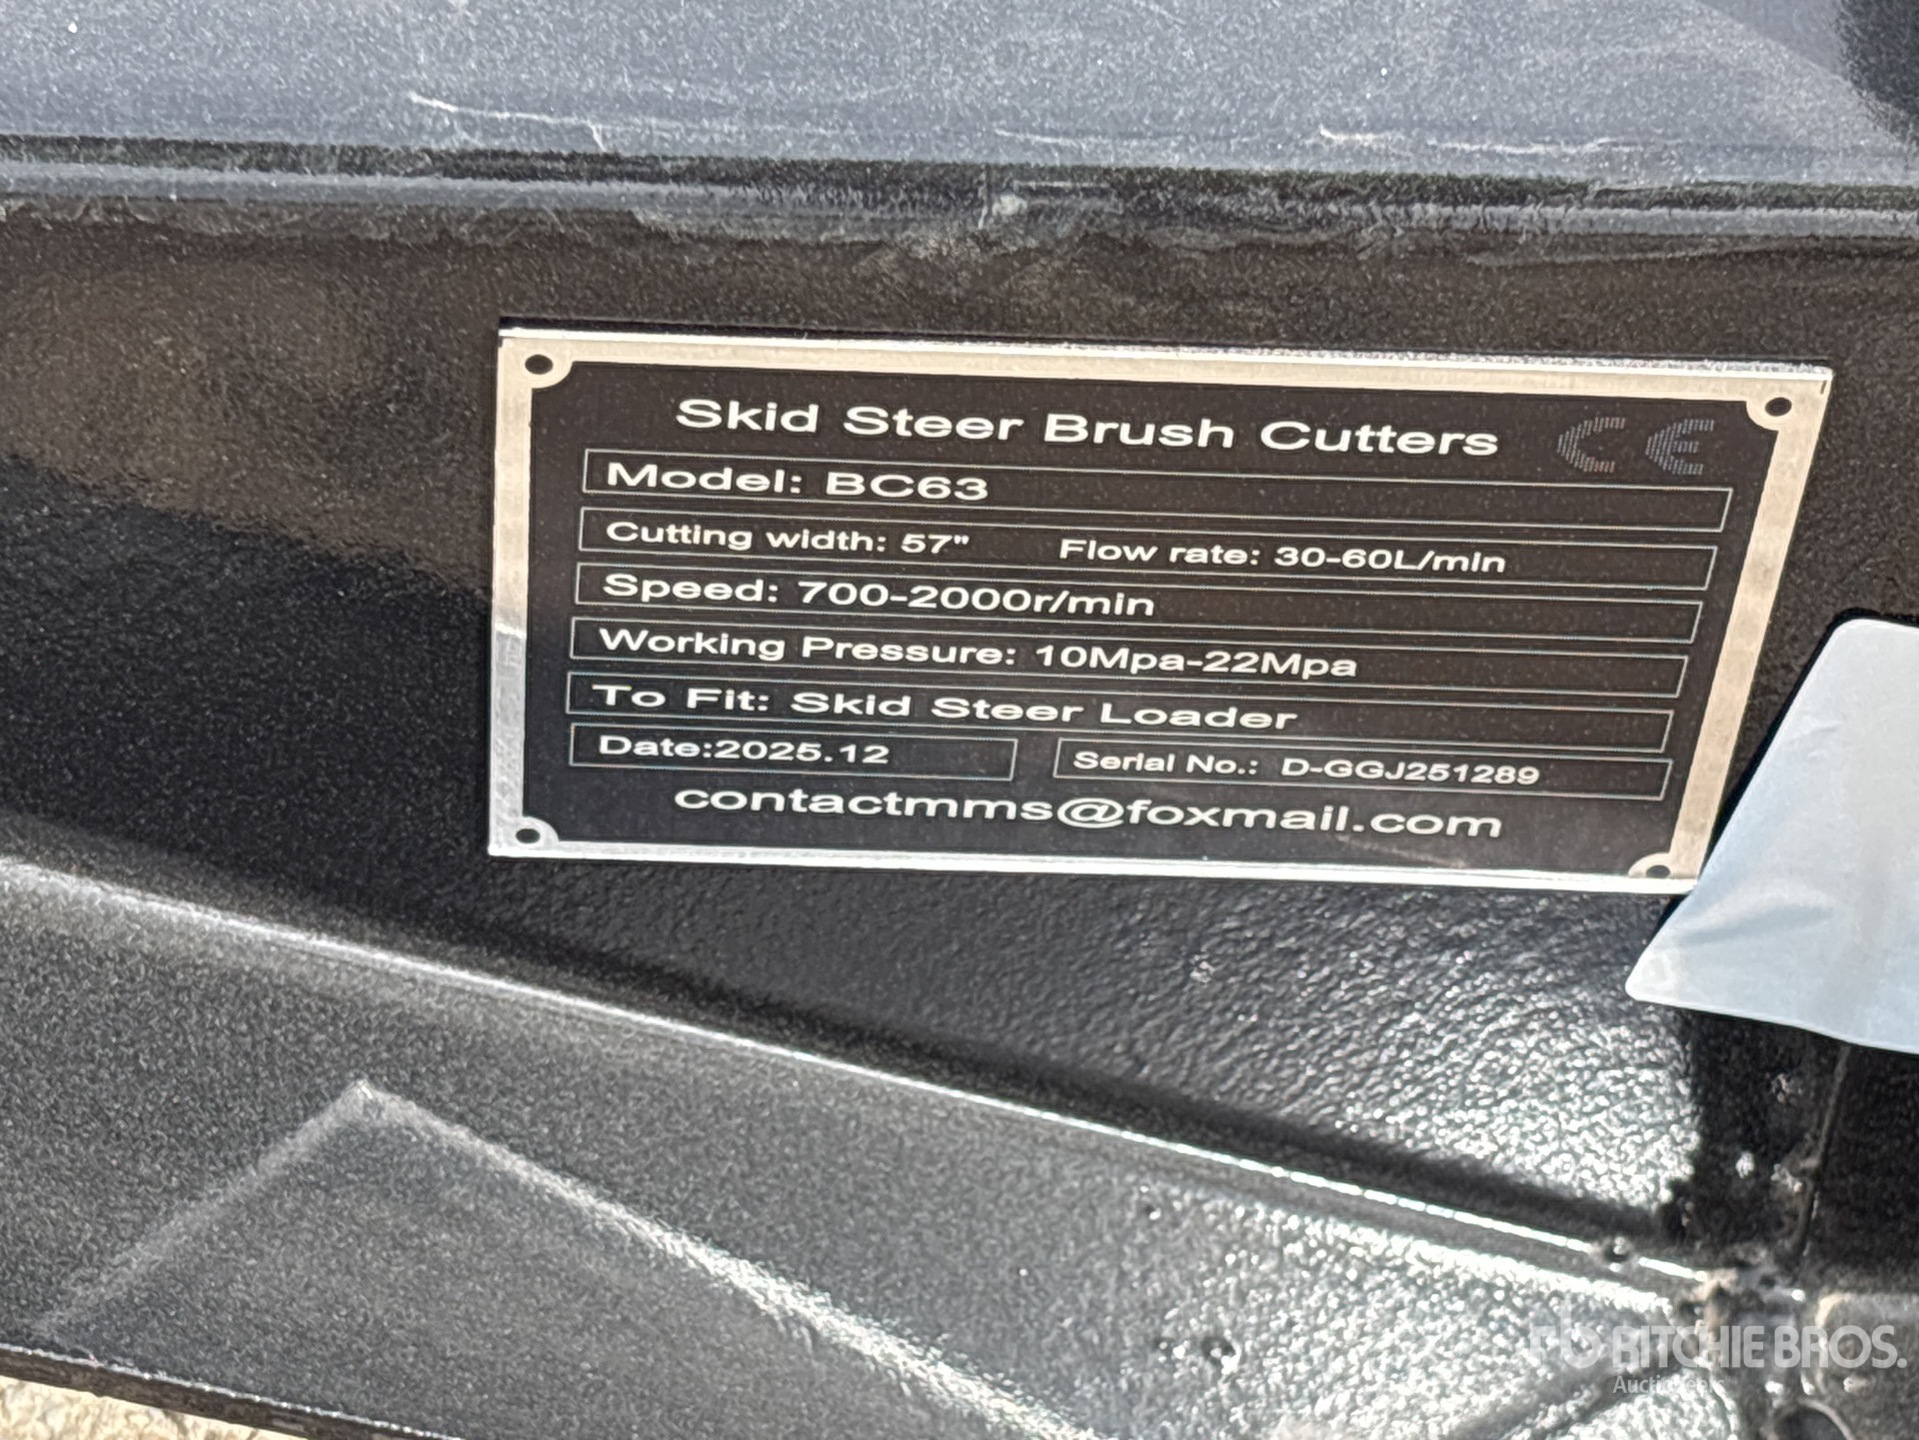 Skid Steer Brush Cutters CE
Model: BC63
Cutting width: 57" Flow rate: 30-60L/min
Speed: 700-2000r/min
Working Pressure: 10Mpa-22Mpa
To Fit: Skid Steer Loader
Date:2025.12 Serial No.: D-GGJ251289
contactmms@foxmail.com
rb RITCHIE BROS.
Auctioneers